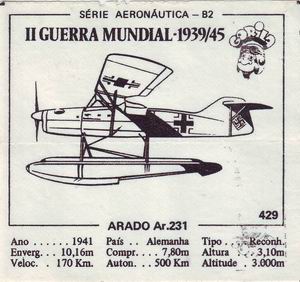 SÉRIE AERONÁUTICA - B2
II GUERRA MUNDIAL - 1939/45
GORILA
ARADO Ar.231
429
Ano ...... 1941 País .. Alemanha Tipo ... Reconh.
Enverg... 10,16m Compr.... 7,80m Altura ... 3,10m
Veloc. 170 Km. Auton. 500 Km Altitude . 3.000m